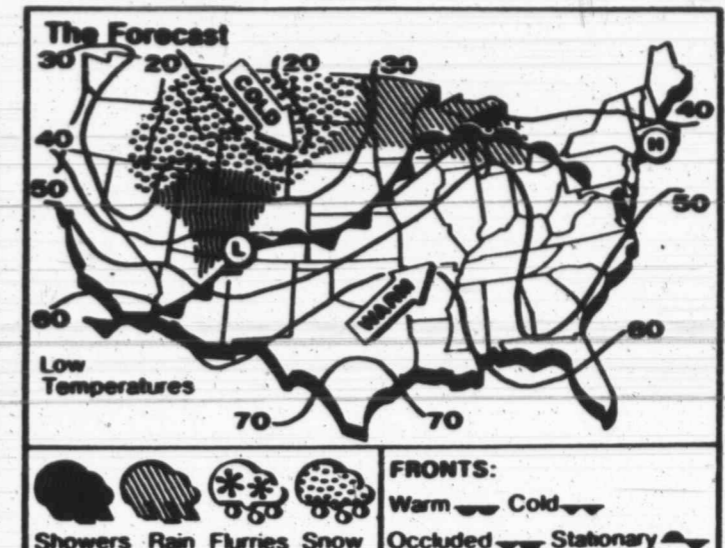 The Forecast
30 20 20 30
COLD
40 40
H
50 50
L
WARM
60 60
Low
Temperatures
70 70
FRONTS:
Warm Cold
Showers Rain Flurries Snow Occluded Stationary